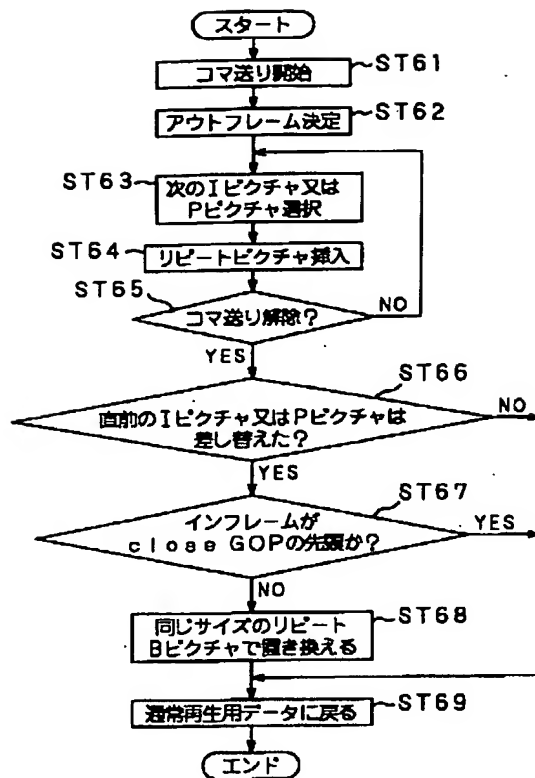 スタート
コマ送り開始
ST61
アウトフレーム決定
ST62
ST63
次のIピクチャ又は
Pピクチャ選択
ST64
リピートピクチャ挿入
ST65
コマ送り解除?
NO
YES
ST66
直前のIピクチャ又はPピクチャは
差し替えた?
NO
YES
ST67
インフレームが
close GOPの先頭か?
YES
NO
同じサイズのリピート
Bピクチャで置き換える
ST68
通常再生用データに戻る
ST69
エンド